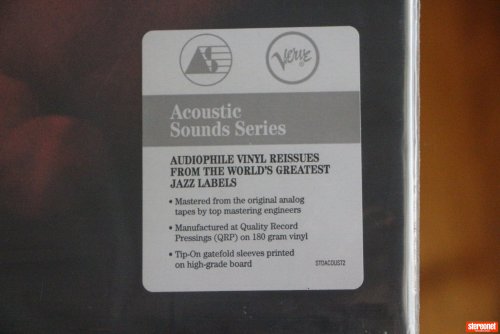 Verve
Acoustic
Sounds Series
AUDIOPHILE VINYL REISSUES
FROM THE WORLD'S GREATEST
JAZZ LABELS
• Mastered from the original analog
tapes by top mastering engineers
• Manufactured at Quality Record
Pressings (QRP) on 180 gram vinyl
• Tip-On gatefold sleeves printed
on high-grade board
STOACOUST2
stereonet